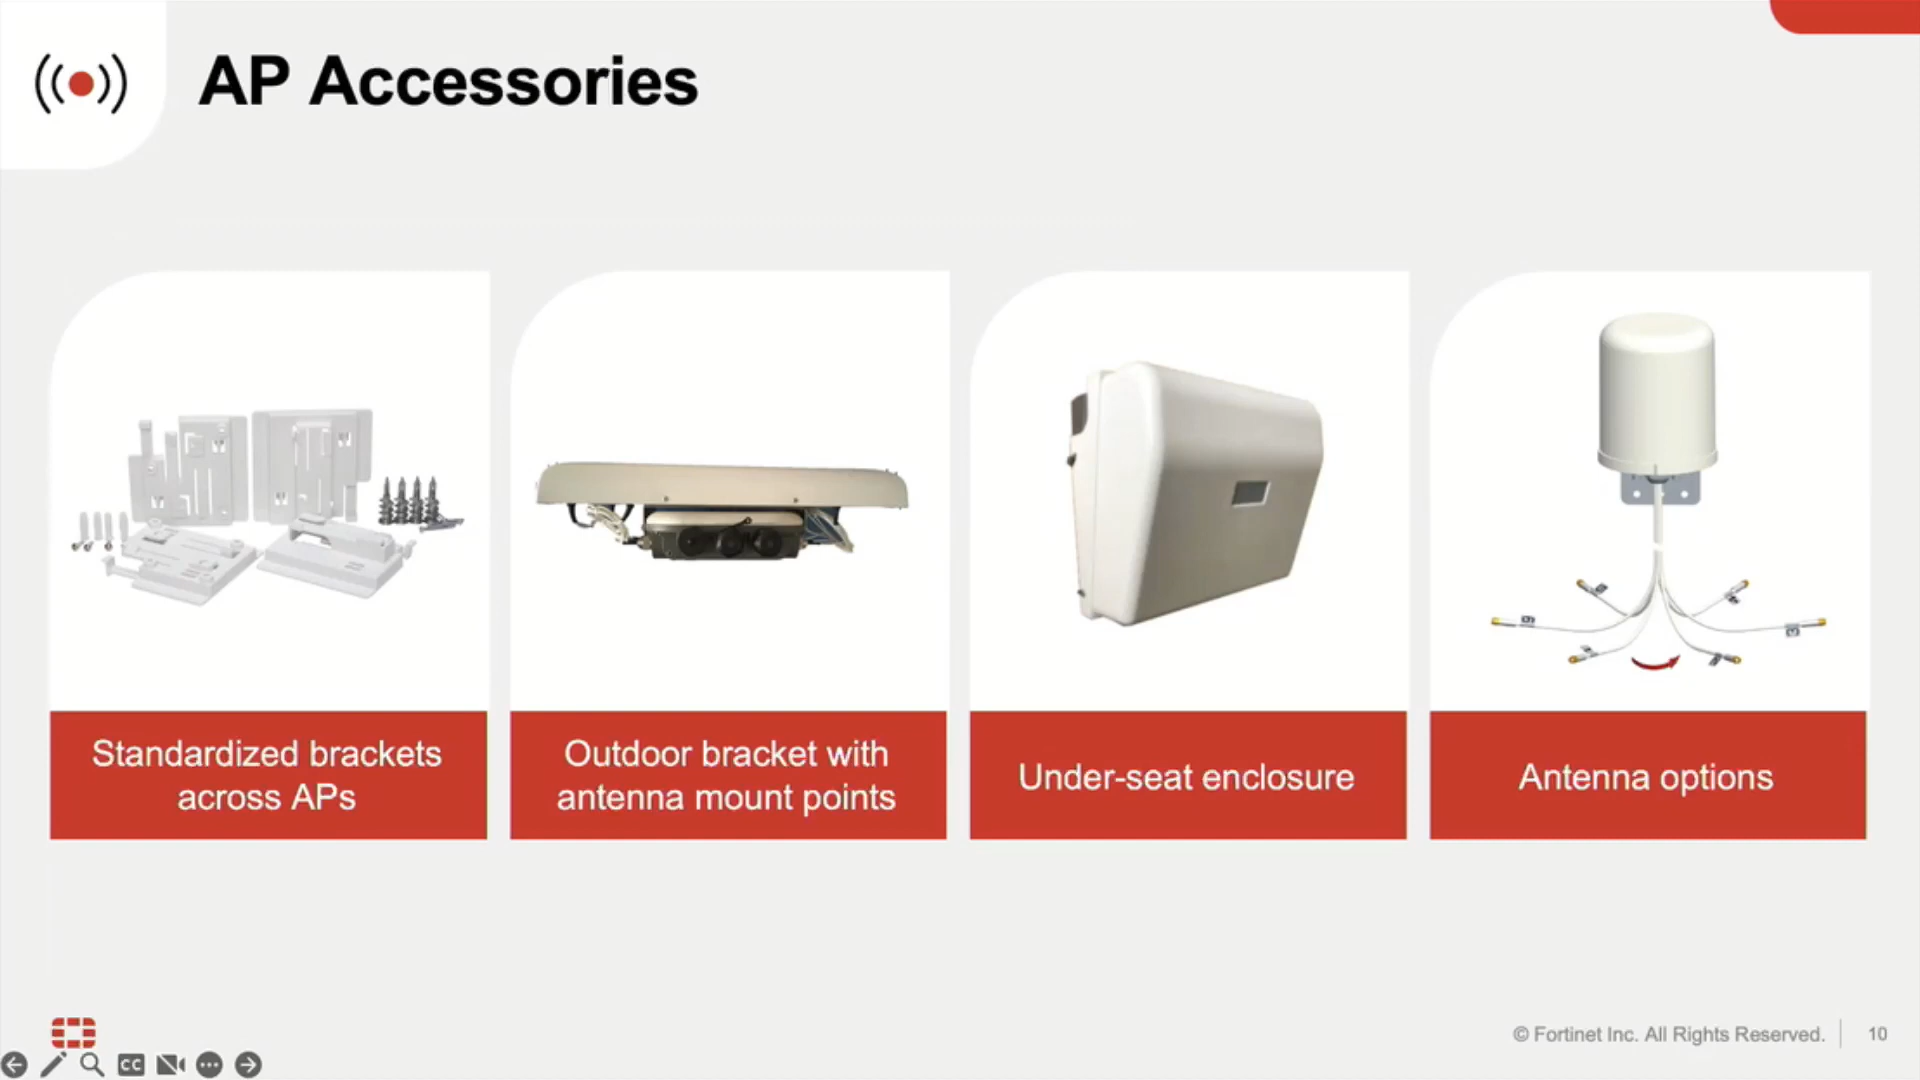 AP Accessories
Standardized brackets
across APs
Outdoor bracket with
antenna mount points
Under-seat enclosure
Antenna options
CC
© Fortinet Inc. All Rights Reserved.
10